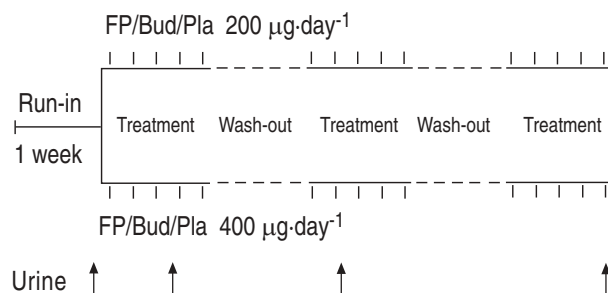 FP/Bud/Pla 200 µg·day-1
Run-in
Treatment Wash-out Treatment Wash-out Treatment
1 week
FP/Bud/Pla 400 µg·day-1
Urine